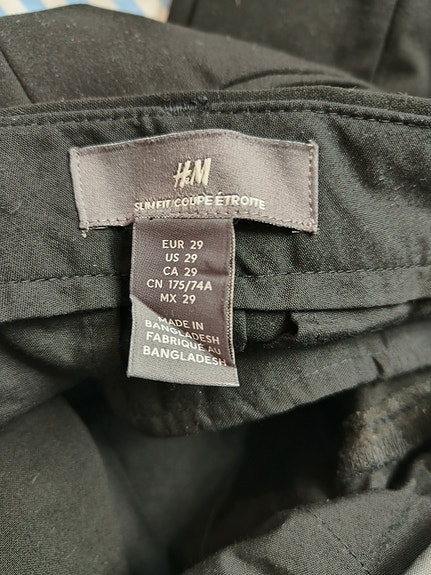 H&M
SLIM FIT/COUPE ÉTROITE
EUR 29
US 29
CA 29
CN 175/74A
MX 29
MADE IN
BANGLADESH
FABRIQUÉ AU
BANGLADESH